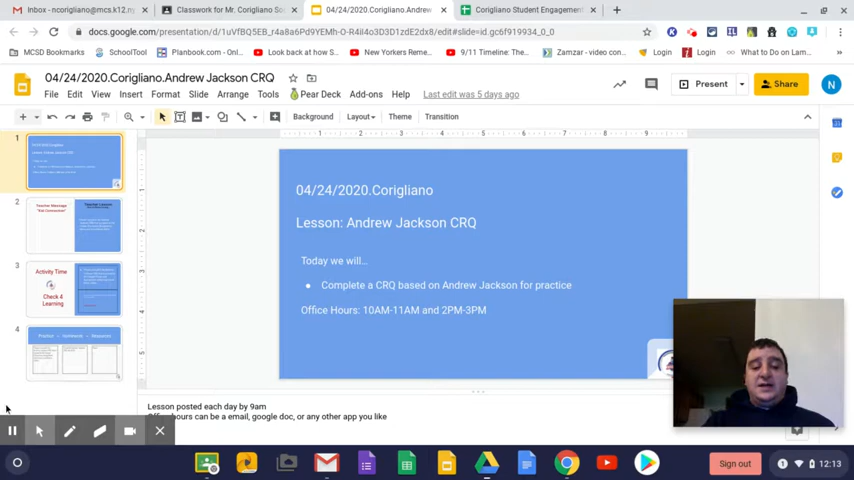 Inbox - ncorigliano@mcs.k12.ny
Classwork for Mr. Corigliano So
04/24/2020.Corigliano.Andrew
Corigliano Student Engagement
docs.google.com/presentation/d/1uVfBQ5EB_r4a8a6Pd9YEMh-O-R4iI4o3D3D1zdE2dx8/edit#slide=id.gc6f919934_0_0
MCSD Bookmarks
SchoolTool
Planbook.com - Onl...
Look back at how S...
New Yorkers Reme...
9/11 Timeline: The...
Zamzar - video con...
Login
Login
What to Do on Law...
04/24/2020.Corigliano.Andrew Jackson CRQ
File Edit View Insert Format Slide Arrange Tools Pear Deck Add-ons Help Last edit was 5 days ago
Present
Share
N
Background Layout Theme Transition
1
2
Teacher Message
3
Activity Time
Check 4
Learning
4
04/24/2020.Corigliano
Lesson: Andrew Jackson CRQ
Today we will...
● Complete a CRQ based on Andrew Jackson for practice
Office Hours: 10AM-11AM and 2PM-3PM
Lesson posted each day by 9am
hours can be a email, google doc, or any other app you like
Sign out
1
12:13